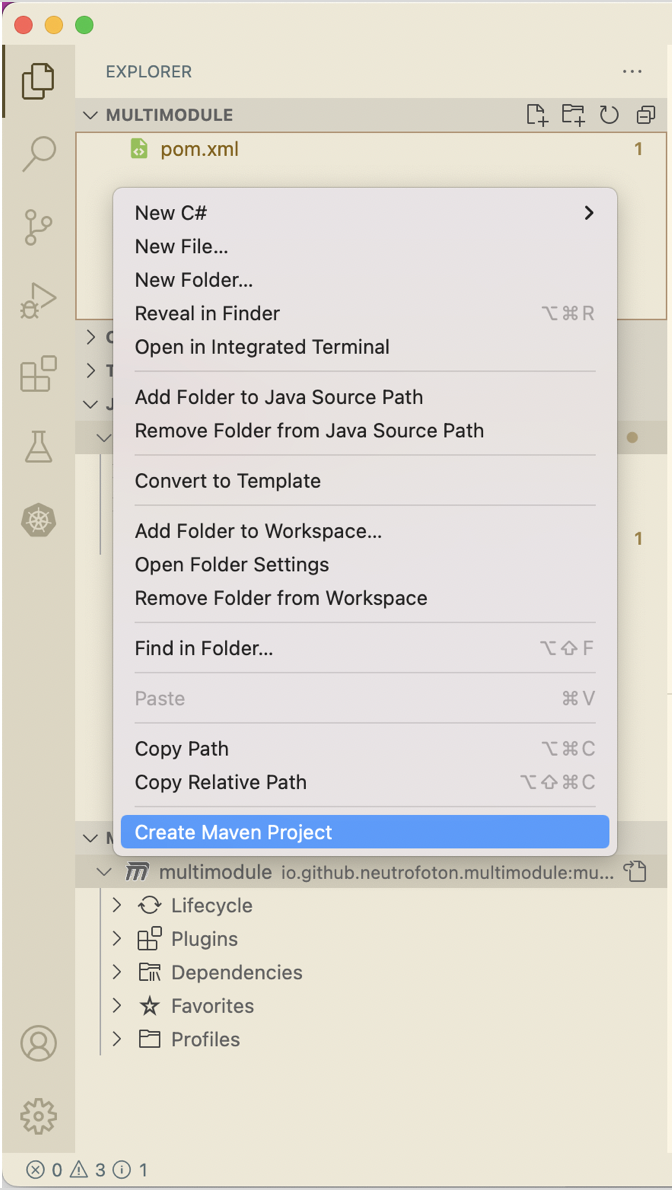 EXPLORER
MULTIMODULE
pom.xml 1
New C#
New File...
New Folder...
Reveal in Finder ⌥⌘R
Open in Integrated Terminal
Add Folder to Java Source Path
Remove Folder from Java Source Path
Convert to Template
Add Folder to Workspace...
1
Open Folder Settings
Remove Folder from Workspace
Find in Folder... ⌥⇧F
Paste ⌘V
Copy Path ⌥⌘C
Copy Relative Path ⌥⇧⌘C
Create Maven Project
multimodule io.github.neutrofoton.multimodule:mu...
Lifecycle
Plugins
Dependencies
Favorites
Profiles
0 3 1